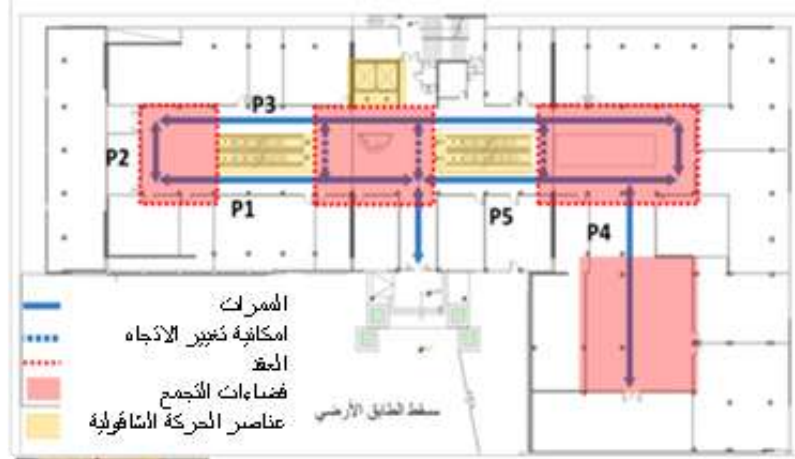 P3
P2
P1
P5
P4
الممرات
امكانية تغيير الاتجاه
العقد
فضاءات التجمع
عناصر الحركة الشاقولية
مسقط الطابق الأرضي